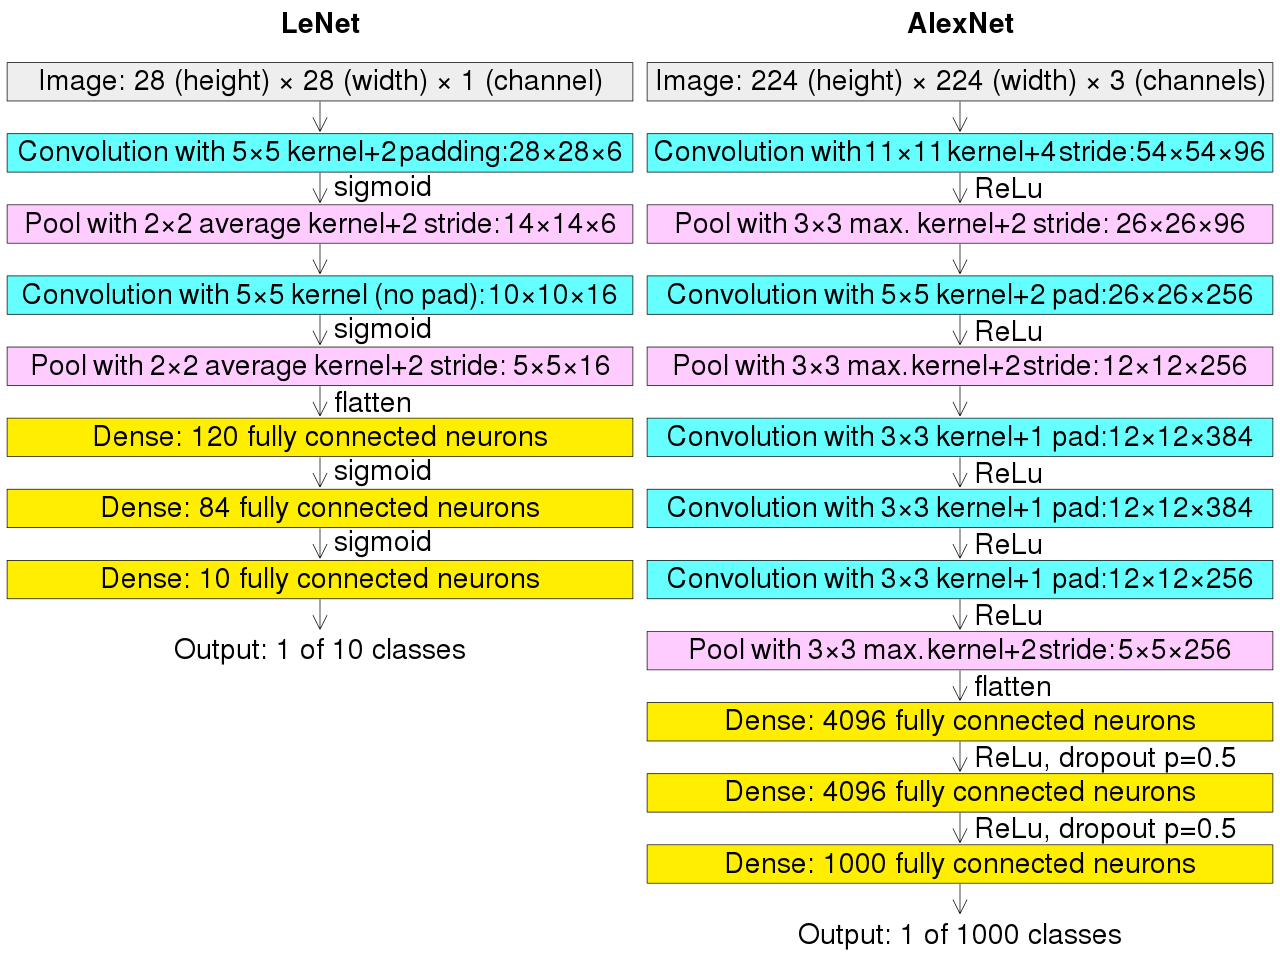 LeNet
Image: 28 (height) × 28 (width) × 1 (channel)
Convolution with 5×5 kernel+2 padding:28×28×6
sigmoid
Pool with 2×2 average kernel+2 stride:14×14×6
Convolution with 5×5 kernel (no pad):10×10×16
sigmoid
Pool with 2×2 average kernel+2 stride: 5×5×16
flatten
Dense: 120 fully connected neurons
sigmoid
Dense: 84 fully connected neurons
sigmoid
Dense: 10 fully connected neurons
Output: 1 of 10 classes
AlexNet
Image: 224 (height) × 224 (width) × 3 (channels)
Convolution with 11×11 kernel+4 stride:54×54×96
ReLu
Pool with 3×3 max. kernel+2 stride: 26×26×96
Convolution with 5×5 kernel+2 pad:26×26×256
ReLu
Pool with 3×3 max. kernel+2 stride:12×12×256
Convolution with 3×3 kernel+1 pad:12×12×384
ReLu
Convolution with 3×3 kernel+1 pad:12×12×384
ReLu
Convolution with 3×3 kernel+1 pad:12×12×256
ReLu
Pool with 3×3 max. kernel+2 stride:5×5×256
flatten
Dense: 4096 fully connected neurons
ReLu, dropout p=0.5
Dense: 4096 fully connected neurons
ReLu, dropout p=0.5
Dense: 1000 fully connected neurons
Output: 1 of 1000 classes